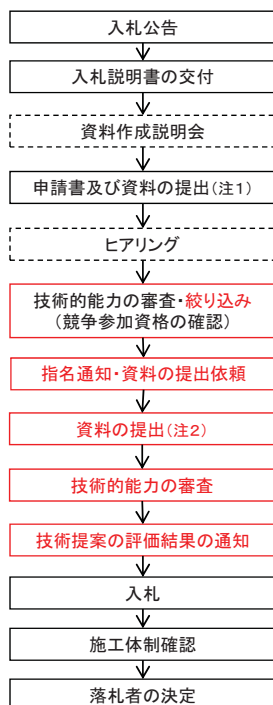 入札公告
入札説明書の交付
資料作成説明会
申請書及び資料の提出(注1)
ヒアリング
技術的能力の審査・絞り込み
(競争参加資格の確認)
指名通知・資料の提出依頼
資料の提出(注2)
技術的能力の審査
技術提案の評価結果の通知
入札
施工体制確認
落札者の決定